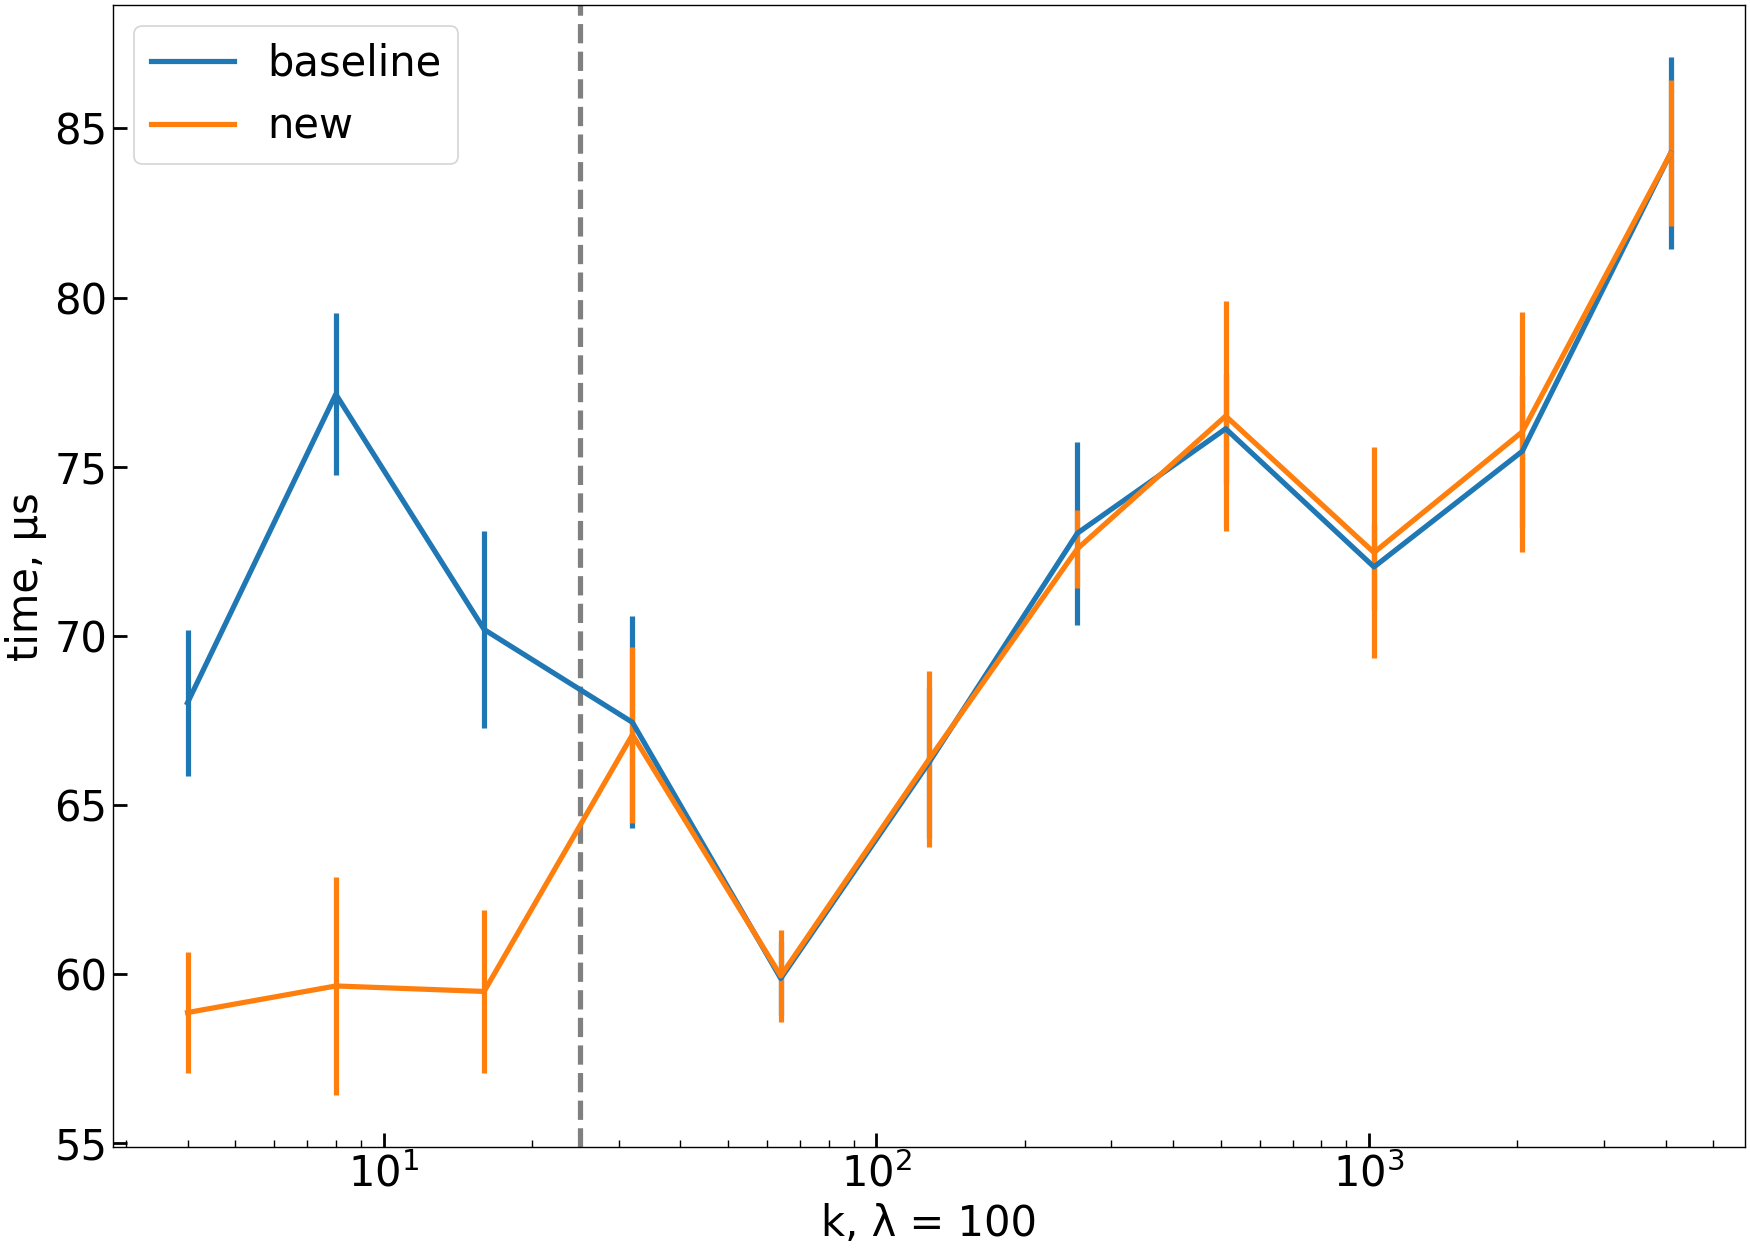 baseline
new
85
80
75
70
65
60
55
time, µs
10¹
10²
10³
k, λ = 100